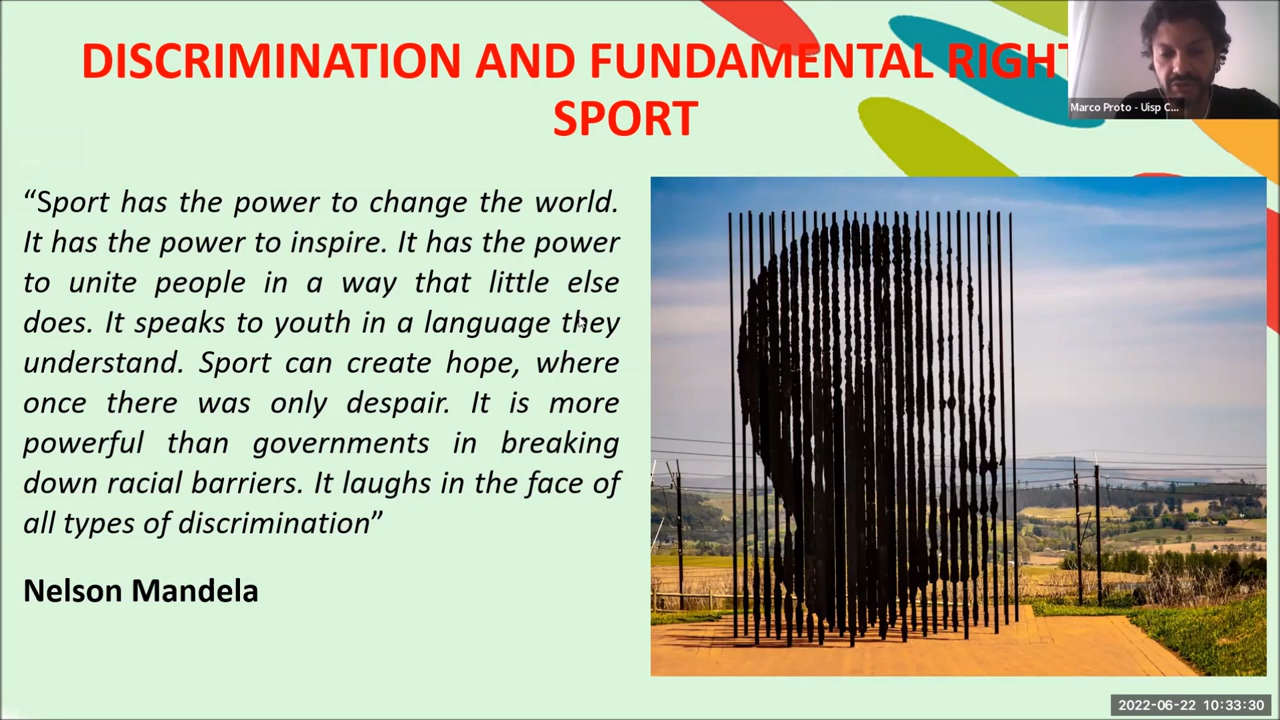 DISCRIMINATION AND FUNDAMENTAL RIGHT
SPORT
Marco Proto - Uisp C...
“Sport has the power to change the world.
It has the power to inspire. It has the power
to unite people in a way that little else
does. It speaks to youth in a language they
understand. Sport can create hope, where
once there was only despair. It is more
powerful than governments in breaking
down racial barriers. It laughs in the face of
all types of discrimination”
Nelson Mandela
2022-06-22 10:33:30